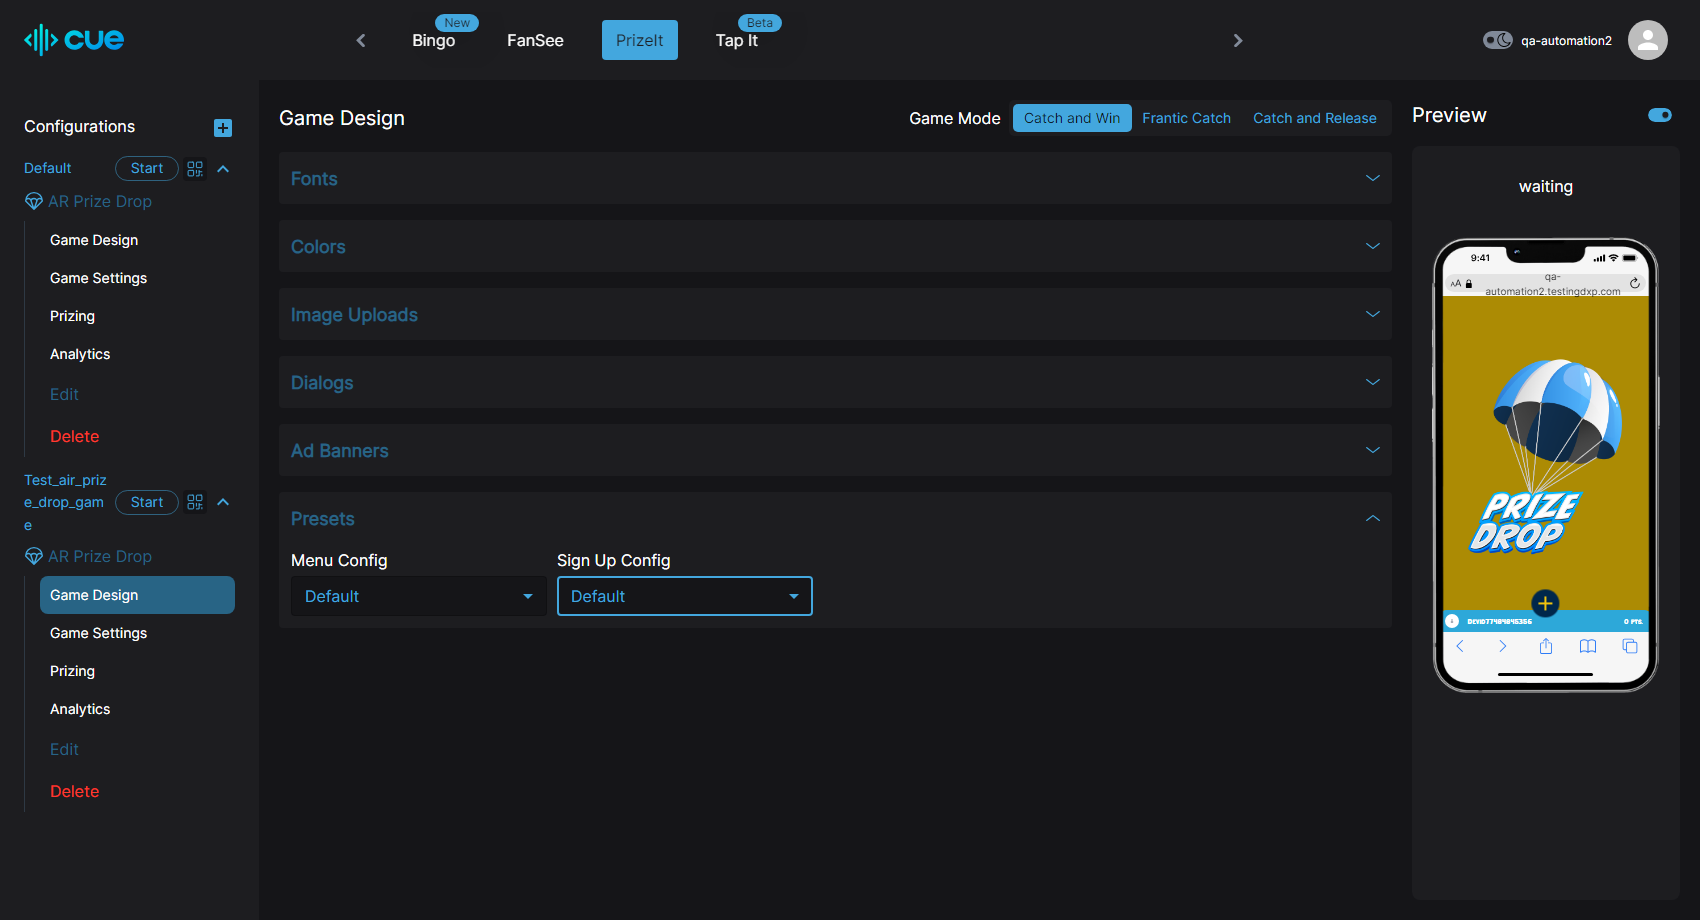 cue
New
Bingo
FanSee
PrizeIt
Beta
Tap It
qa-automation2
Configurations
Default
Start
AR Prize Drop
Game Design
Game Settings
Prizing
Analytics
Edit
Delete
Test_air_priz
e_drop_gam
e
Start
AR Prize Drop
Game Design
Game Settings
Prizing
Analytics
Edit
Delete
Game Design
Game Mode
Catch and Win
Frantic Catch
Catch and Release
Fonts
Colors
Image Uploads
Dialogs
Ad Banners
Presets
Menu Config
Default
Sign Up Config
Default
Preview
waiting
9:41
AA
qa-
automation2.testingdxp.com
PRIZE
DROP
0 PTS.